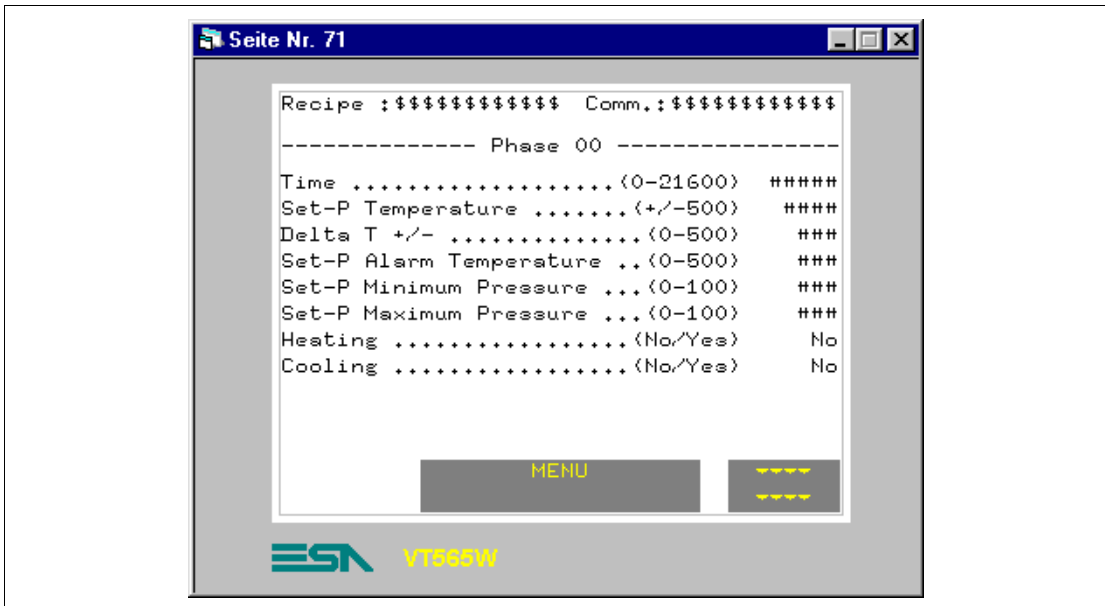 Seite Nr. 71
Recipe :$$$$$$$$$$$$  Comm.:$$$$$$$$$$$$
-------------- Phase 00 ----------------
Time ...................(0-21600)  #####
Set-P Temperature .......(+/-500)   ####
Delta T +/- ..............(0-500)    ###
Set-P Alarm Temperature ..(0-500)    ###
Set-P Minimum Pressure ...(0-100)    ###
Set-P Maximum Pressure ...(0-100)    ###
Heating .................(No/Yes)     No
Cooling .................(No/Yes)     No
MENU
ESA VT565W